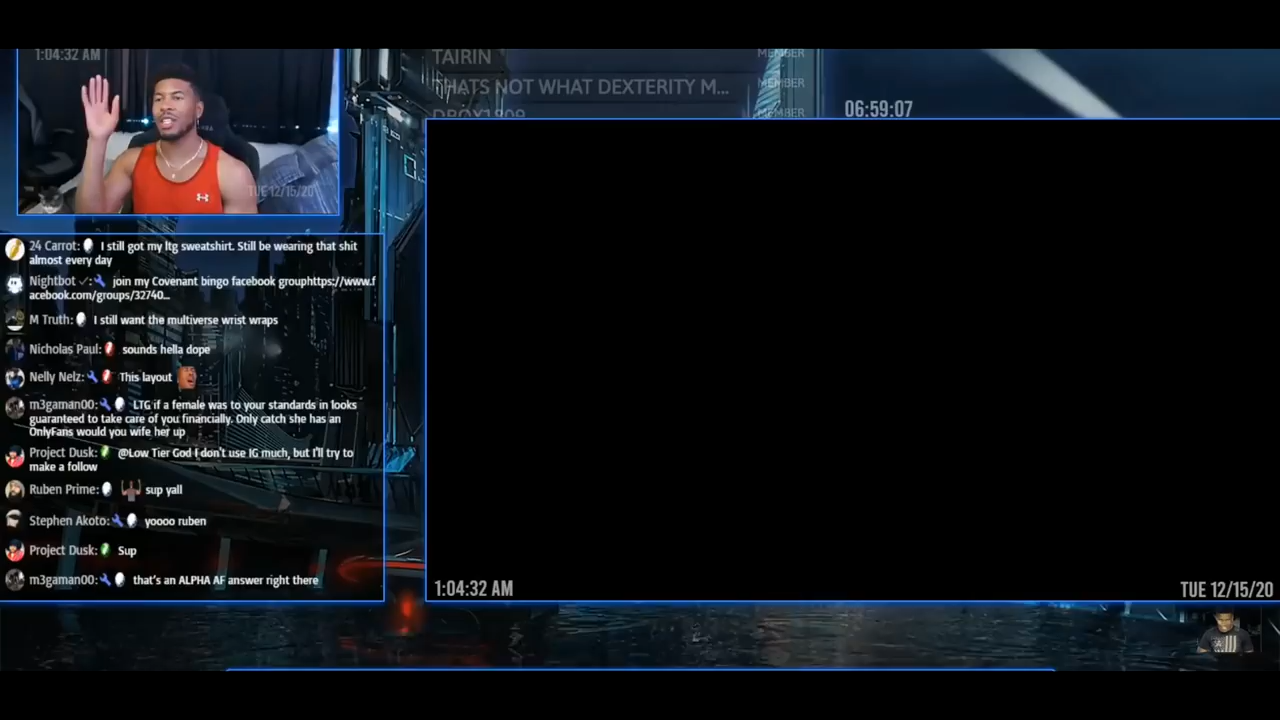 1:04:32 AM
TAIRIN
MEMBER
THATS NOT WHAT DEXTERITY M...
MEMBER
DBOX1809
MEMBER
06:59:07
TUE 12/15/20
24 Carrot: I still got my ltg sweatshirt. Still be wearing that shit
almost every day
Nightbot ✓: join my Covenant bingo facebook grouphttps://www.f
acebook.com/groups/32740...
M Truth: I still want the multiverse wrist wraps
Nicholas Paul: sounds hella dope
Nelly Nelz: This layout
m3gaman00: LTG if a female was to your standards in looks
guaranteed to take care of you financially. Only catch she has an
OnlyFans would you wife her up
Project Dusk: @Low Tier God I don't use IG much, but I'll try to
make a follow
Ruben Prime: sup yall
Stephen Akoto: yoooo ruben
Project Dusk: Sup
m3gaman00: that's an ALPHA AF answer right there
1:04:32 AM
TUE 12/15/20